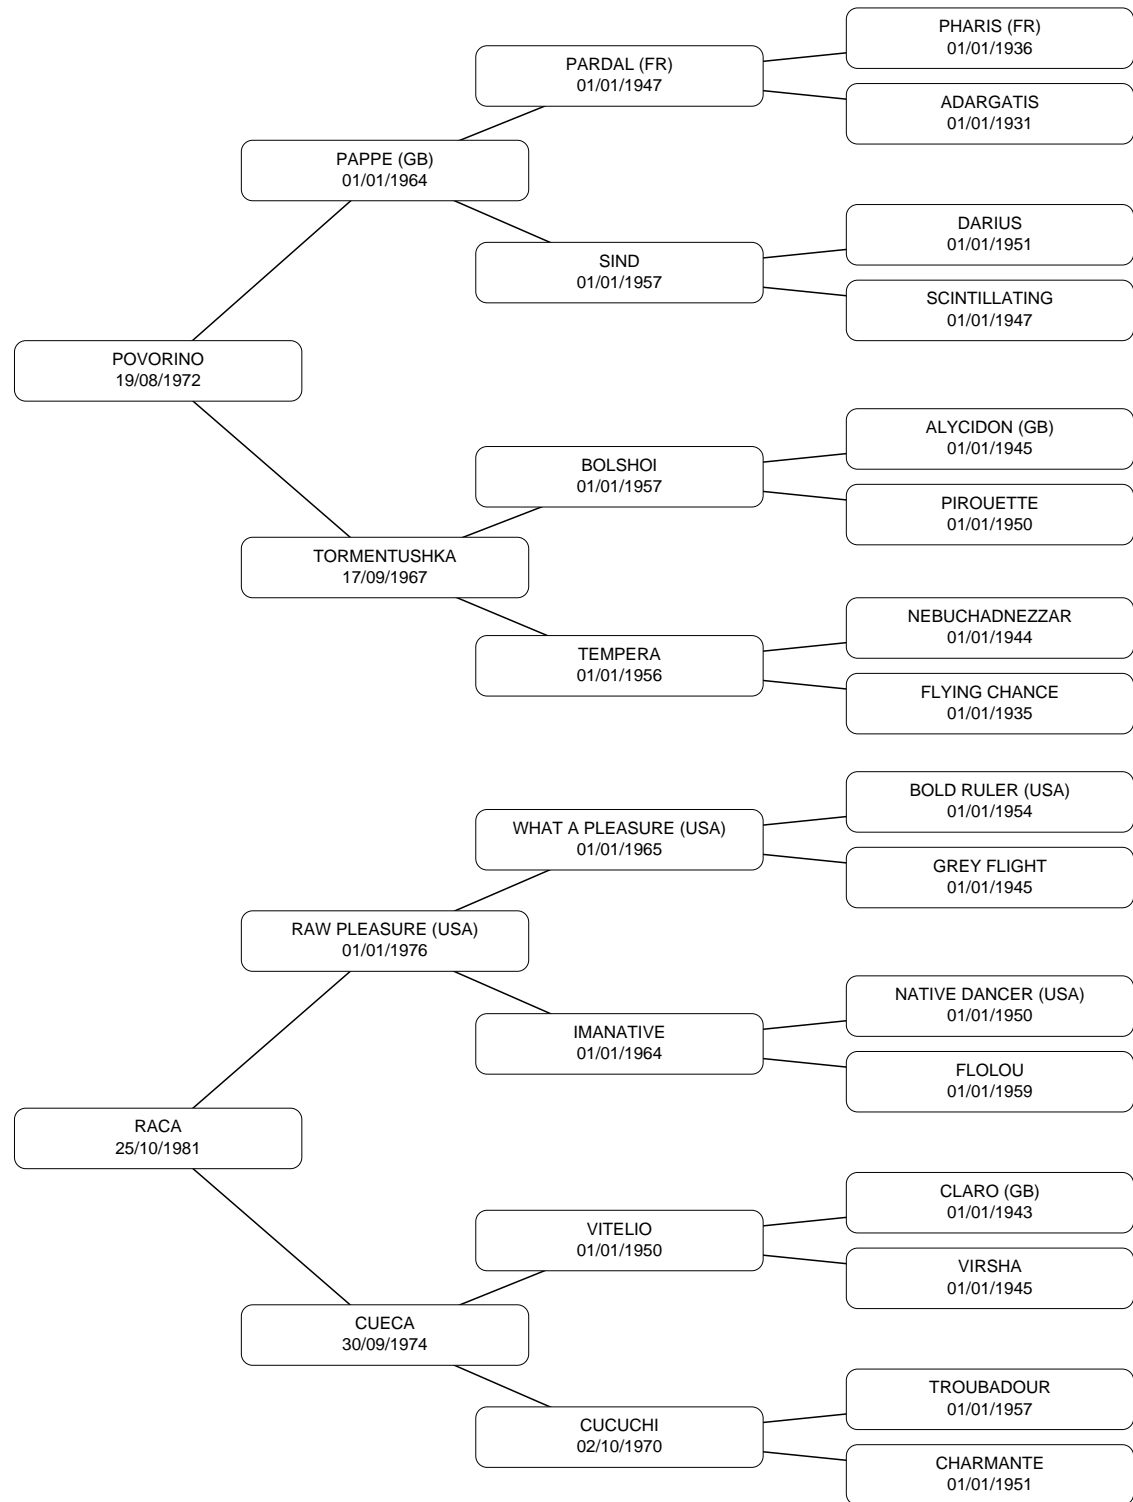 PHARIS (FR)
01/01/1936
PARDAL (FR)
01/01/1947
ADARGATIS
01/01/1931
PAPPE (GB)
01/01/1964
DARIUS
01/01/1951
SIND
01/01/1957
SCINTILLATING
01/01/1947
POVORINO
19/08/1972
ALYCIDON (GB)
01/01/1945
BOLSHOI
01/01/1957
PIROUETTE
01/01/1950
TORMENTUSHKA
17/09/1967
NEBUCHADNEZZAR
01/01/1944
TEMPERA
01/01/1956
FLYING CHANCE
01/01/1935
BOLD RULER (USA)
01/01/1954
WHAT A PLEASURE (USA)
01/01/1965
GREY FLIGHT
01/01/1945
RAW PLEASURE (USA)
01/01/1976
NATIVE DANCER (USA)
01/01/1950
IMANATIVE
01/01/1964
FLOLOU
01/01/1959
RACA
25/10/1981
CLARO (GB)
01/01/1943
VITELIO
01/01/1950
VIRSHA
01/01/1945
CUECA
30/09/1974
TROUBADOUR
01/01/1957
CUCUCHI
02/10/1970
CHARMANTE
01/01/1951